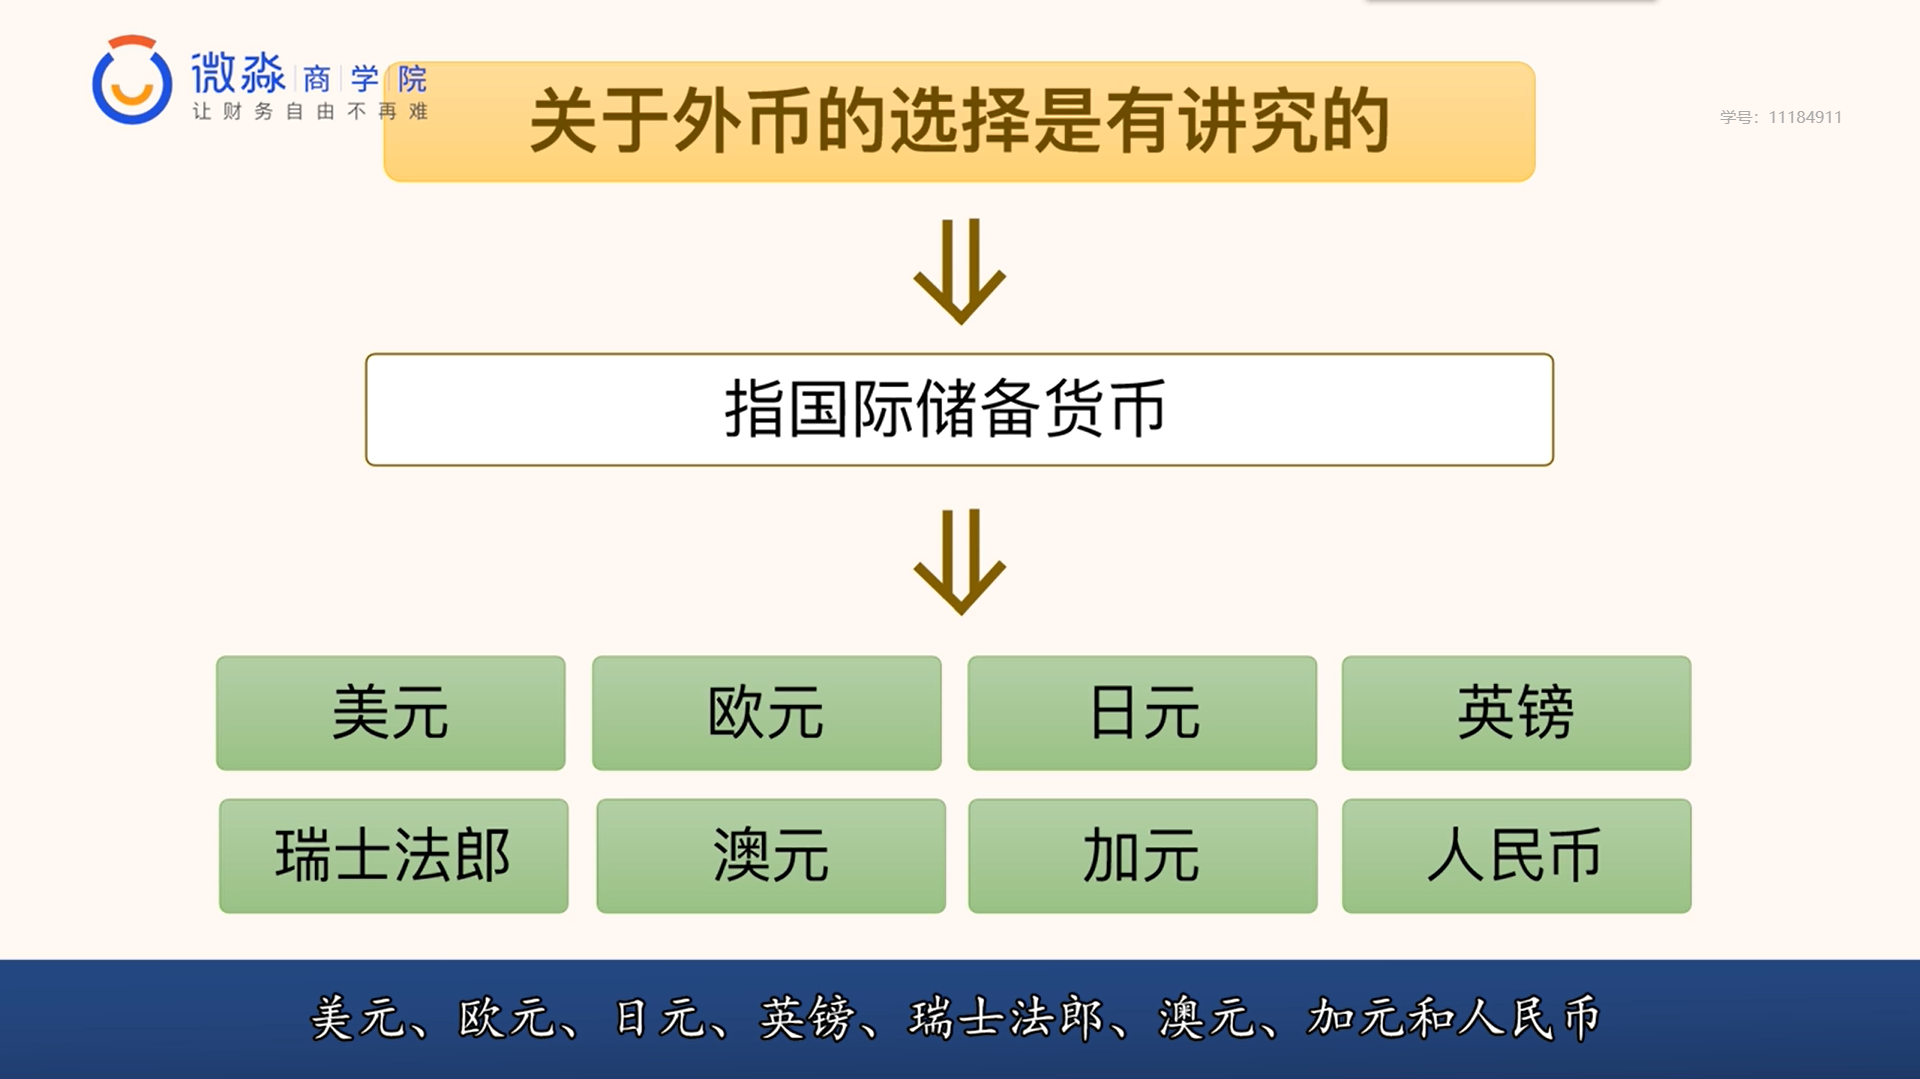 微淼商学院
让财务自由不再难
关于外币的选择是有讲究的
学号：11184911
指国际储备货币
美元
欧元
日元
英镑
瑞士法郎
澳元
加元
人民币
美元、欧元、日元、英镑、瑞士法郎、澳元、加元和人民币